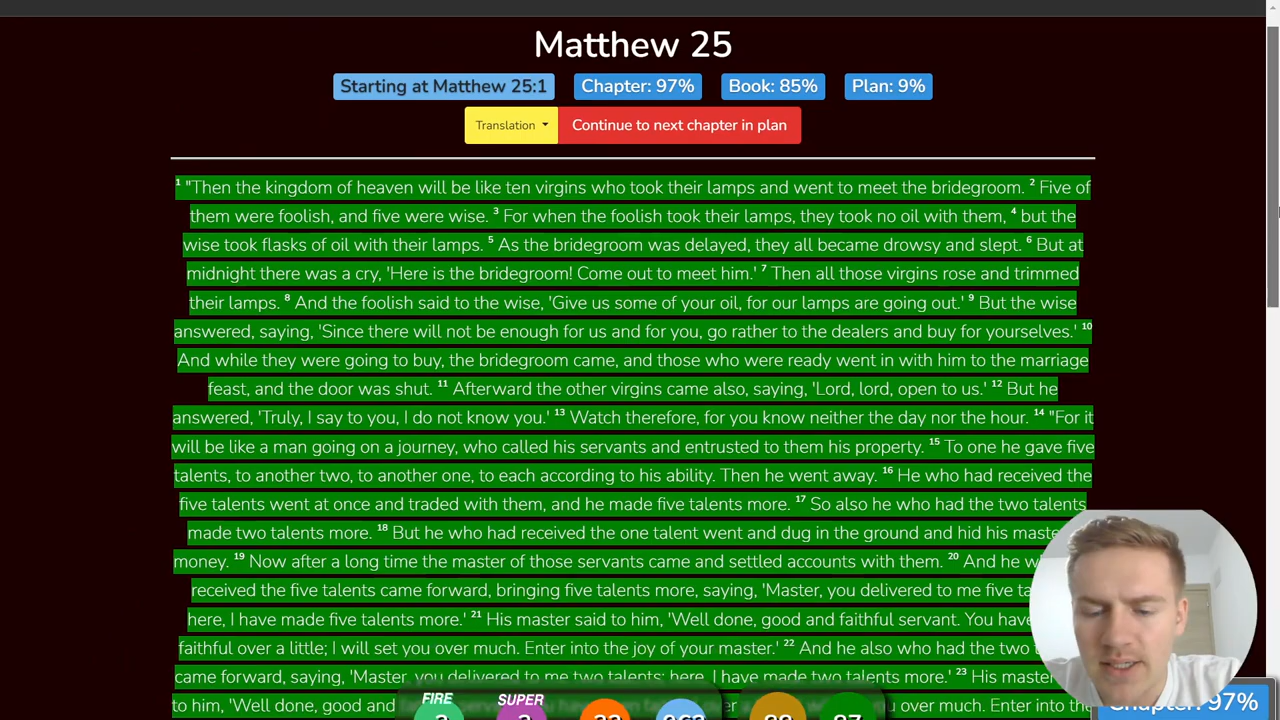 Matthew 25
Starting at Matthew 25:1 Chapter: 97% Book: 85% Plan: 9%
Translation Continue to next chapter in plan
1 "Then the kingdom of heaven will be like ten virgins who took their lamps and went to meet the bridegroom. 2 Five of
them were foolish, and five were wise. 3 For when the foolish took their lamps, they took no oil with them, 4 but the
wise took flasks of oil with their lamps. 5 As the bridegroom was delayed, they all became drowsy and slept. 6 But at
midnight there was a cry, 'Here is the bridegroom! Come out to meet him.' 7 Then all those virgins rose and trimmed
their lamps. 8 And the foolish said to the wise, 'Give us some of your oil, for our lamps are going out.' 9 But the wise
answered, saying, 'Since there will not be enough for us and for you, go rather to the dealers and buy for yourselves.' 10
And while they were going to buy, the bridegroom came, and those who were ready went in with him to the marriage
feast, and the door was shut. 11 Afterward the other virgins came also, saying, 'Lord, lord, open to us.' 12 But he
answered, 'Truly, I say to you, I do not know you.' 13 Watch therefore, for you know neither the day nor the hour. 14 "For it
will be like a man going on a journey, who called his servants and entrusted to them his property. 15 To one he gave five
talents, to another two, to another one, to each according to his ability. Then he went away. 16 He who had received the
five talents went at once and traded with them, and he made five talents more. 17 So also he who had the two talents
made two talents more. 18 But he who had received the one talent went and dug in the ground and hid his maste
money. 19 Now after a long time the master of those servants came and settled accounts with them. 20 And he w
received the five talents came forward, bringing five talents more, saying, 'Master, you delivered to me five ta
here, I have made five talents more.' 21 His master said to him, 'Well done, good and faithful servant. You have
faithful over a little; I will set you over much. Enter into the joy of your master.' 22 And he also who had the two
came forward, saying, 'Master, you delivered to me two talents; here, I have made two talents more.' 23 His mast
to him, 'Well done, good and over much. Enter into the
FIRE SUPER
Chapter: 97%